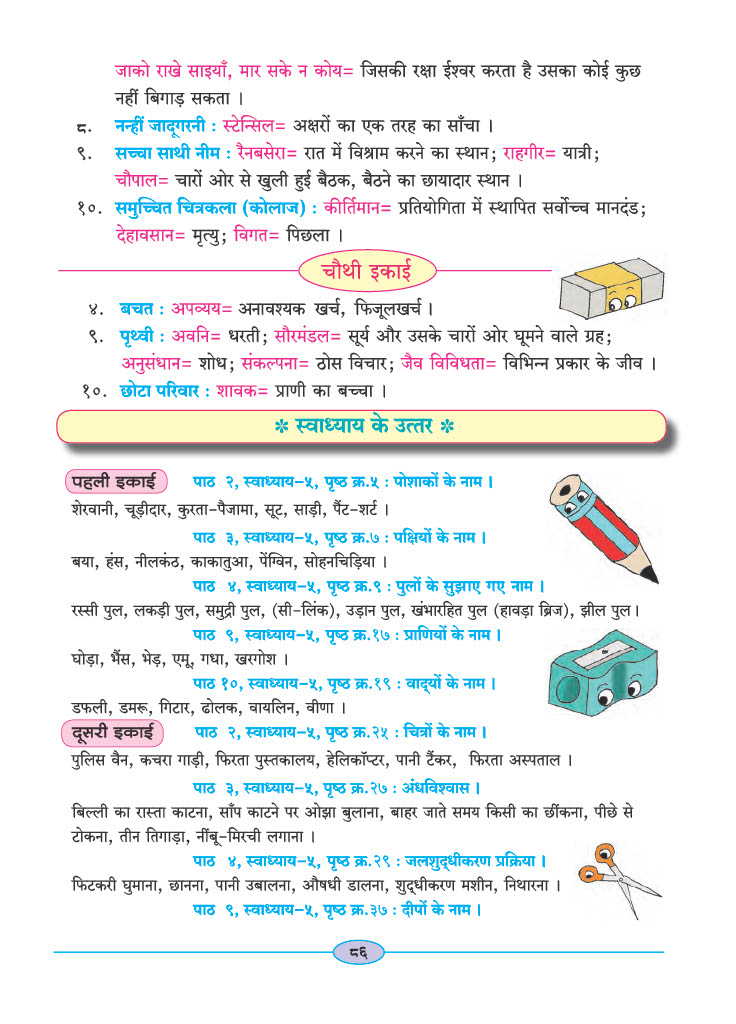 जाको राखे साइयाँ, मार सके न कोय= जिसकी रक्षा ईश्वर करता है उसका कोई कुछ
नहीं बिगाड़ सकता ।
८. नन्हीं जादूगरनी : स्टेन्सिल= अक्षरों का एक तरह का साँचा ।
९. सच्चा साथी नीम : रैनबसेरा= रात में विश्राम करने का स्थान; राहगीर= यात्री;
चौपाल= चारों ओर से खुली हुई बैठक, बैठने का छायादार स्थान ।
१०. समुच्चित चित्रकला (कोलाज) : कीर्तिमान= प्रतियोगिता में स्थापित सर्वोच्च मानदंड;
देहावसान= मृत्यु; विगत= पिछला ।
चौथी इकाई
४. बचत : अपव्यय= अनावश्यक खर्च, फिजूलखर्च ।
९. पृथ्वी : अवनि= धरती; सौरमंडल= सूर्य और उसके चारों ओर घूमने वाले ग्रह;
अनुसंधान= शोध; संकल्पना= ठोस विचार; जैव विविधता= विभिन्न प्रकार के जीव ।
१०. छोटा परिवार : शावक= प्राणी का बच्चा ।
* स्वाध्याय के उत्तर *
पहली इकाई पाठ २, स्वाध्याय-५, पृष्ठ क्र.५ : पोशाकों के नाम ।
शेरवानी, चूड़ीदार, कुरता-पैजामा, सूट, साड़ी, पैंट-शर्ट ।
पाठ ३, स्वाध्याय-५, पृष्ठ क्र.७ : पक्षियों के नाम ।
बया, हंस, नीलकंठ, काकातुआ, पेंग्विन, सोहनचिड़िया ।
पाठ ४, स्वाध्याय-५, पृष्ठ क्र.९ : पुलों के सुझाए गए नाम ।
रस्सी पुल, लकड़ी पुल, समुद्री पुल, (सी-लिंक), उड़ान पुल, खंभारहित पुल (हावड़ा ब्रिज), झील पुल।
पाठ ९, स्वाध्याय-५, पृष्ठ क्र.१७ : प्राणियों के नाम ।
घोड़ा, भैंस, भेड़, एमू, गधा, खरगोश ।
पाठ १०, स्वाध्याय-५, पृष्ठ क्र.१९ : वाद्‍यों के नाम ।
डफली, डमरू, गिटार, ढोलक, वायलिन, वीणा ।
दूसरी इकाई पाठ २, स्वाध्याय-५, पृष्ठ क्र.२५ : चित्रों के नाम ।
पुलिस वैन, कचरा गाड़ी, फिरता पुस्तकालय, हेलिकॉप्टर, पानी टैंकर, फिरता अस्पताल ।
पाठ ३, स्वाध्याय-५, पृष्ठ क्र.२७ : अंधविश्वास ।
बिल्ली का रास्ता काटना, साँप काटने पर ओझा बुलाना, बाहर जाते समय किसी का छींकना, पीछे से
टोकना, तीन तिगाड़ा, नींबू-मिरची लगाना ।
पाठ ४, स्वाध्याय-५, पृष्ठ क्र.२९ : जलशुद्‍धीकरण प्रक्रिया ।
फिटकरी घुमाना, छानना, पानी उबालना, औषधी डालना, शुद्‍धीकरण मशीन, निथारना ।
पाठ ९, स्वाध्याय-५, पृष्ठ क्र.३७ : दीपों के नाम ।
८६